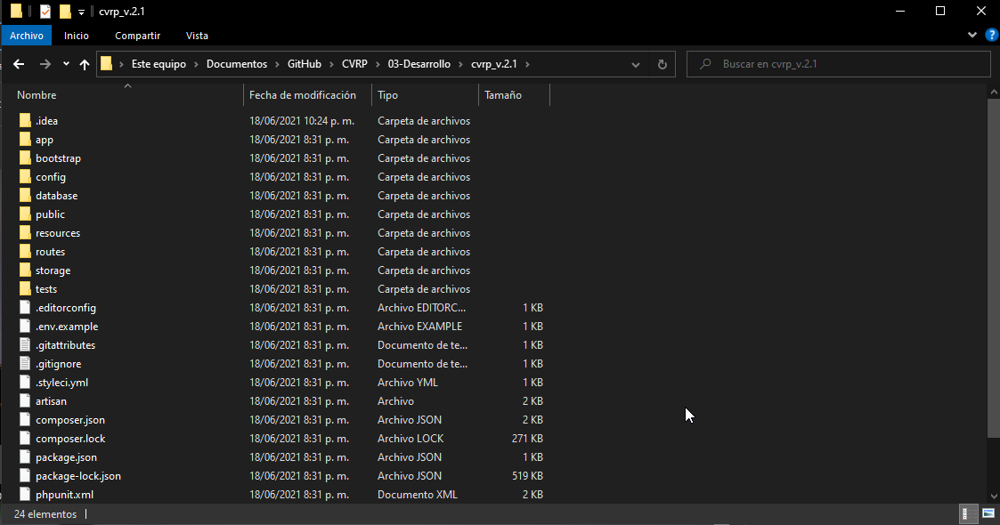 cvrp_v.2.1
Archivo Inicio Compartir Vista
Este equipo Documentos GitHub CVRP 03-Desarrollo cvrp_v.2.1 Buscar en cvrp_v.2.1
Nombre Fecha de modificación Tipo Tamaño
.idea 18/06/2021 10:24 p. m. Carpeta de archivos
app 18/06/2021 8:31 p. m. Carpeta de archivos
bootstrap 18/06/2021 8:31 p. m. Carpeta de archivos
config 18/06/2021 8:31 p. m. Carpeta de archivos
database 18/06/2021 8:31 p. m. Carpeta de archivos
public 18/06/2021 8:31 p. m. Carpeta de archivos
resources 18/06/2021 8:31 p. m. Carpeta de archivos
routes 18/06/2021 8:31 p. m. Carpeta de archivos
storage 18/06/2021 8:31 p. m. Carpeta de archivos
tests 18/06/2021 8:31 p. m. Carpeta de archivos
.editorconfig 18/06/2021 8:31 p. m. Archivo EDITORC... 1 KB
.env.example 18/06/2021 8:31 p. m. Archivo EXAMPLE 1 KB
.gitattributes 18/06/2021 8:31 p. m. Documento de te... 1 KB
.gitignore 18/06/2021 8:31 p. m. Documento de te... 1 KB
.styleci.yml 18/06/2021 8:31 p. m. Archivo YML 1 KB
artisan 18/06/2021 8:31 p. m. Archivo 2 KB
composer.json 18/06/2021 8:31 p. m. Archivo JSON 2 KB
composer.lock 18/06/2021 8:31 p. m. Archivo LOCK 271 KB
package.json 18/06/2021 8:31 p. m. Archivo JSON 1 KB
package-lock.json 18/06/2021 8:31 p. m. Archivo JSON 519 KB
phpunit.xml 18/06/2021 8:31 p. m. Documento XML 2 KB
24 elementos